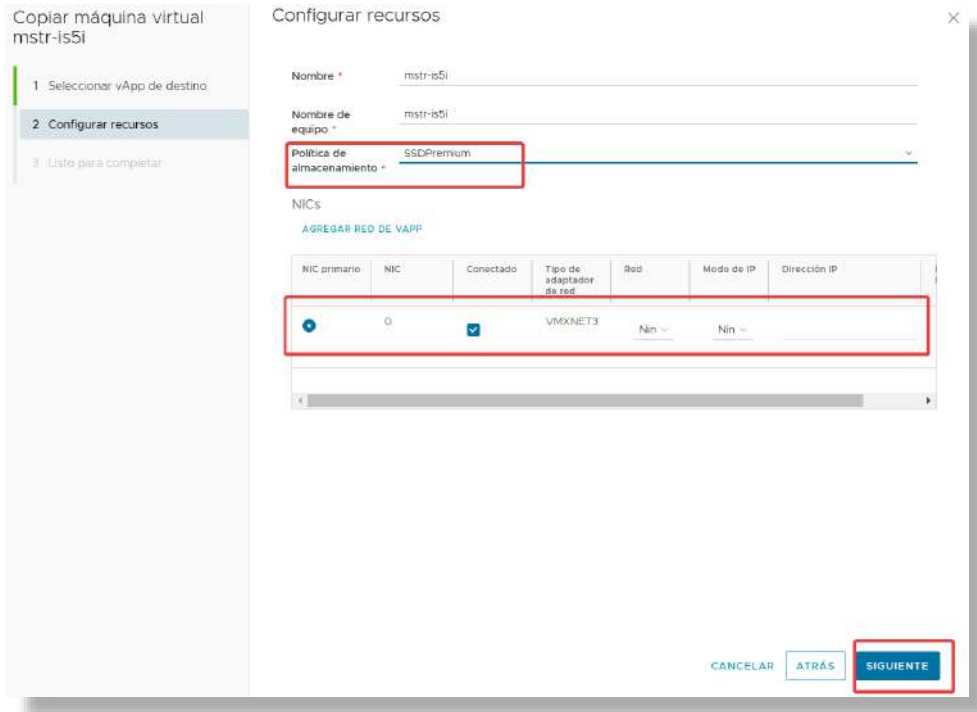 Copiar máquina virtual
mstr-is5i
1 Seleccionar vApp de destino
2 Configurar recursos
3 Listo para completar
Configurar recursos
Nombre *
mstr-is5i
Nombre de
equipo *
mstr-is5i
Política de
almacenamiento *
SSDPremium
NICs
AGREGAR RED DE VAPP
NIC primario NIC Conectado Tipo de
adaptador
de red
Red Modo de IP Dirección IP
0 VMXNET3 Nin Nin
CANCELAR ATRÁS SIGUIENTE